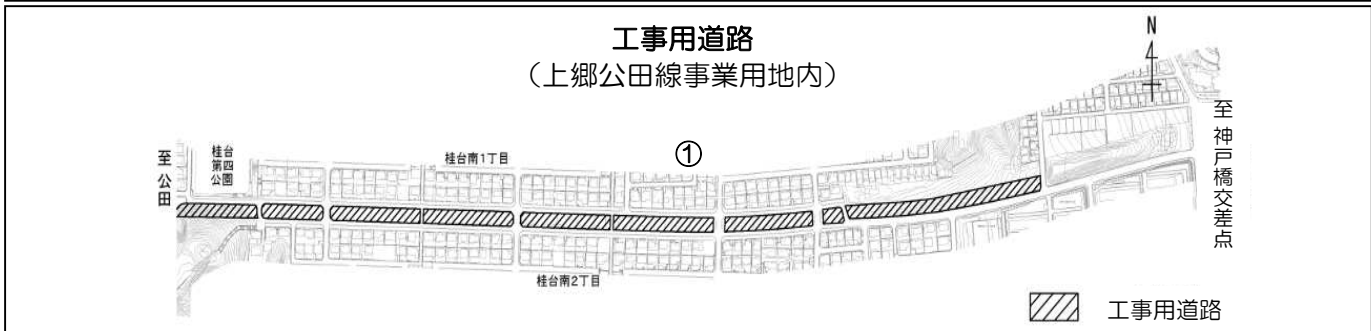 工事用道路
（上郷公田線事業用地内）
N
至公田
桂台
第四
公園
桂台南1丁目
①
至神戸橋交差点
桂台南2丁目
工事用道路